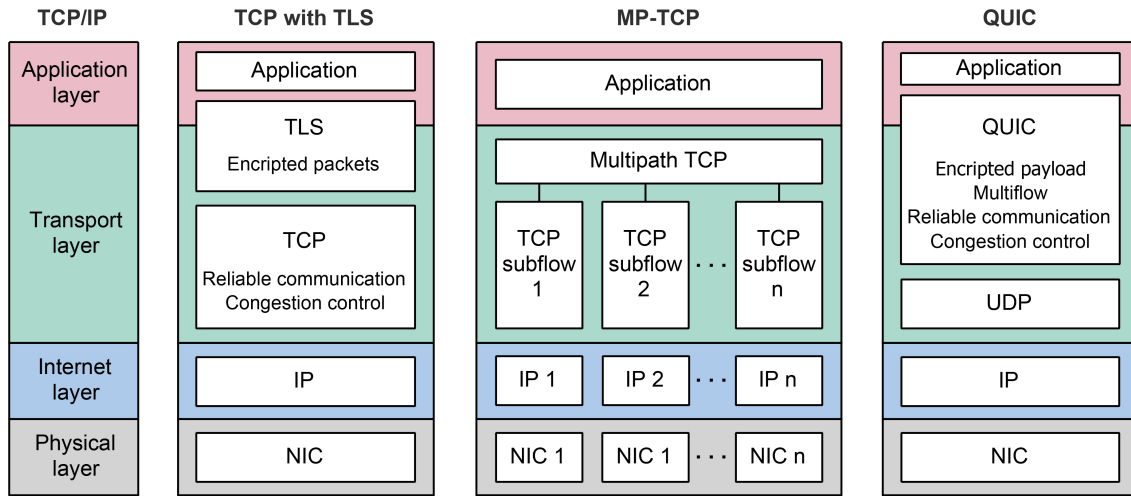 TCP/IP
Application
layer
Transport
layer
Internet
layer
Physical
layer
TCP with TLS
Application
TLS
Encripted packets
TCP
Reliable communication
Congestion control
IP
NIC
MP-TCP
Application
Multipath TCP
TCP
subflow
1
TCP
subflow
2
· · ·
TCP
subflow
n
IP 1
IP 2
· · ·
IP n
NIC 1
NIC 1
· · ·
NIC n
QUIC
Application
QUIC
Encripted payload
Multiflow
Reliable communication
Congestion control
UDP
IP
NIC